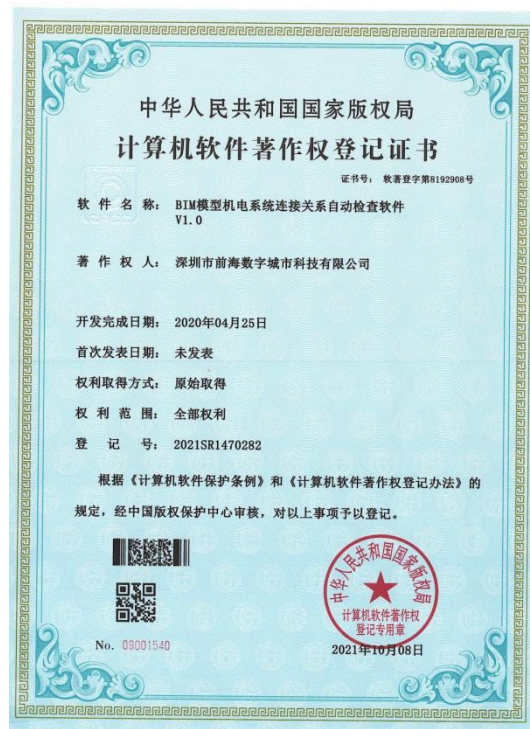 中华人民共和国国家版权局
计算机软件著作权登记证书
证书号： 软著登字第8192908号
软件名称： BIM模型机电系统连接关系自动检查软件
V1.0
著作权人： 深圳市前海数字城市科技有限公司
开发完成日期： 2020年04月25日
首次发表日期： 未发表
权利取得方式： 原始取得
权利范围： 全部权利
登记号： 2021SR1470282
根据《计算机软件保护条例》和《计算机软件著作权登记办法》的
规定，经中国版权保护中心审核，对以上事项予以登记。
中华人民共和国国家版权局
计算机软件著作权
登记专用章
No. 09001540
2021年10月08日